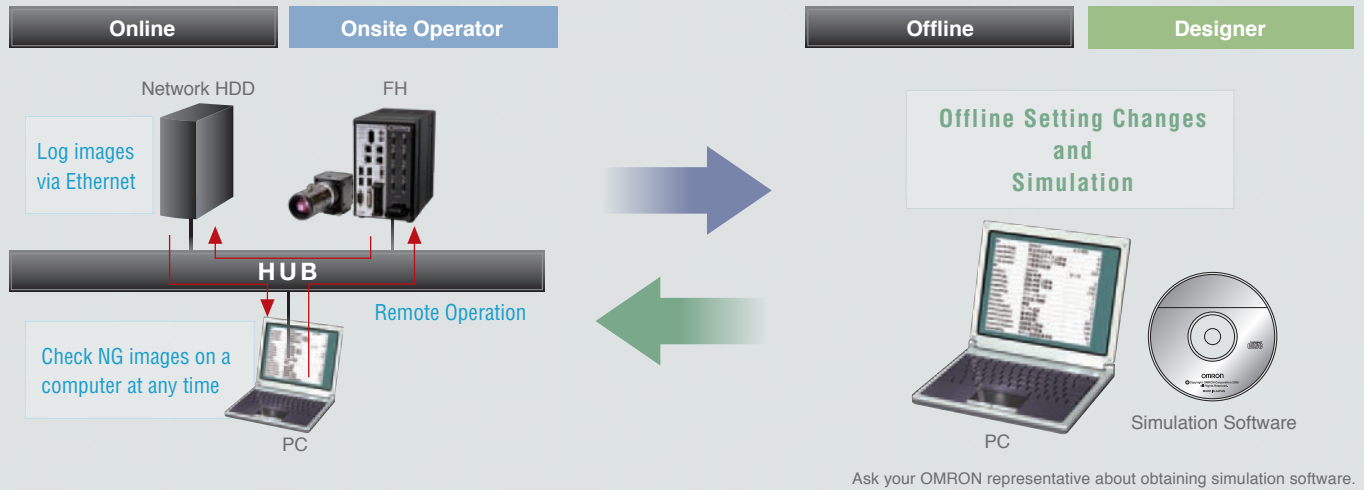 Online
Onsite Operator
Network HDD
FH
Log images
via Ethernet
HUB
Remote Operation
Check NG images on a
computer at any time
PC
Offline
Designer
Offline Setting Changes
and
Simulation
OMRON
PC
Simulation Software
Ask your OMRON representative about obtaining simulation software.